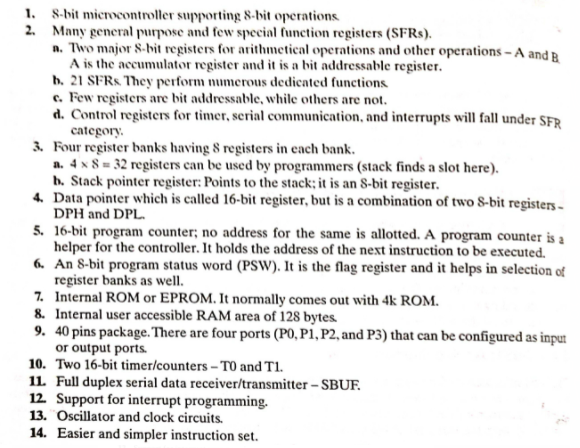 1. 8-bit microcontroller supporting 8-bit operations.
2. Many general purpose and few special function registers (SFRs).
a. Two major 8-bit registers for arithmetical operations and other operations – A and B
A is the accumulator register and it is a bit addressable register.
b. 21 SFRs. They perform numerous dedicated functions.
c. Few registers are bit addressable, while others are not.
d. Control registers for timer, serial communication, and interrupts will fall under SFR
category.
3. Four register banks having 8 registers in each bank.
a. 4 × 8 = 32 registers can be used by programmers (stack finds a slot here).
b. Stack pointer register: Points to the stack; it is an 8-bit register.
4. Data pointer which is called 16-bit register, but is a combination of two 8-bit registers –
DPH and DPL.
5. 16-bit program counter; no address for the same is allotted. A program counter is a
helper for the controller. It holds the address of the next instruction to be executed.
6. An 8-bit program status word (PSW). It is the flag register and it helps in selection of
register banks as well.
7. Internal ROM or EPROM. It normally comes out with 4k ROM.
8. Internal user accessible RAM area of 128 bytes.
9. 40 pins package. There are four ports (P0, P1, P2, and P3) that can be configured as input
or output ports.
10. Two 16-bit timer/counters – T0 and T1.
11. Full duplex serial data receiver/transmitter – SBUF.
12. Support for interrupt programming.
13. Oscillator and clock circuits.
14. Easier and simpler instruction set.